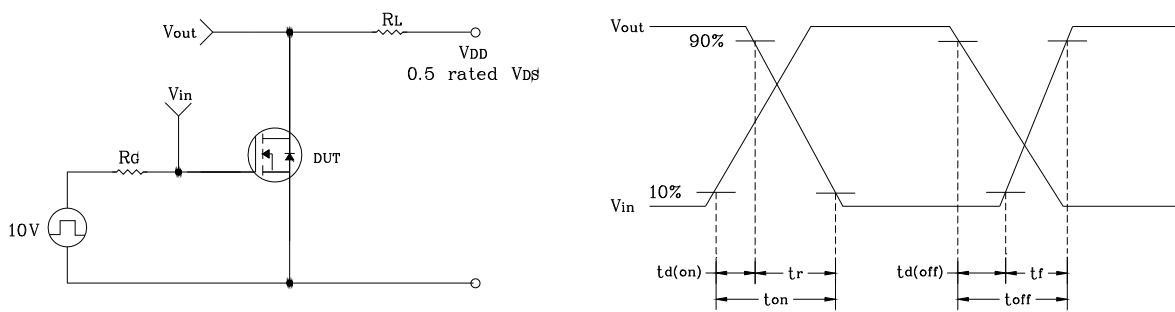 Vout
RL
VDD
0.5 rated VDS
Vin
DUT
RG
10V
Vout
90%
10%
Vin
td(on)
tr
td(off)
tf
ton
toff